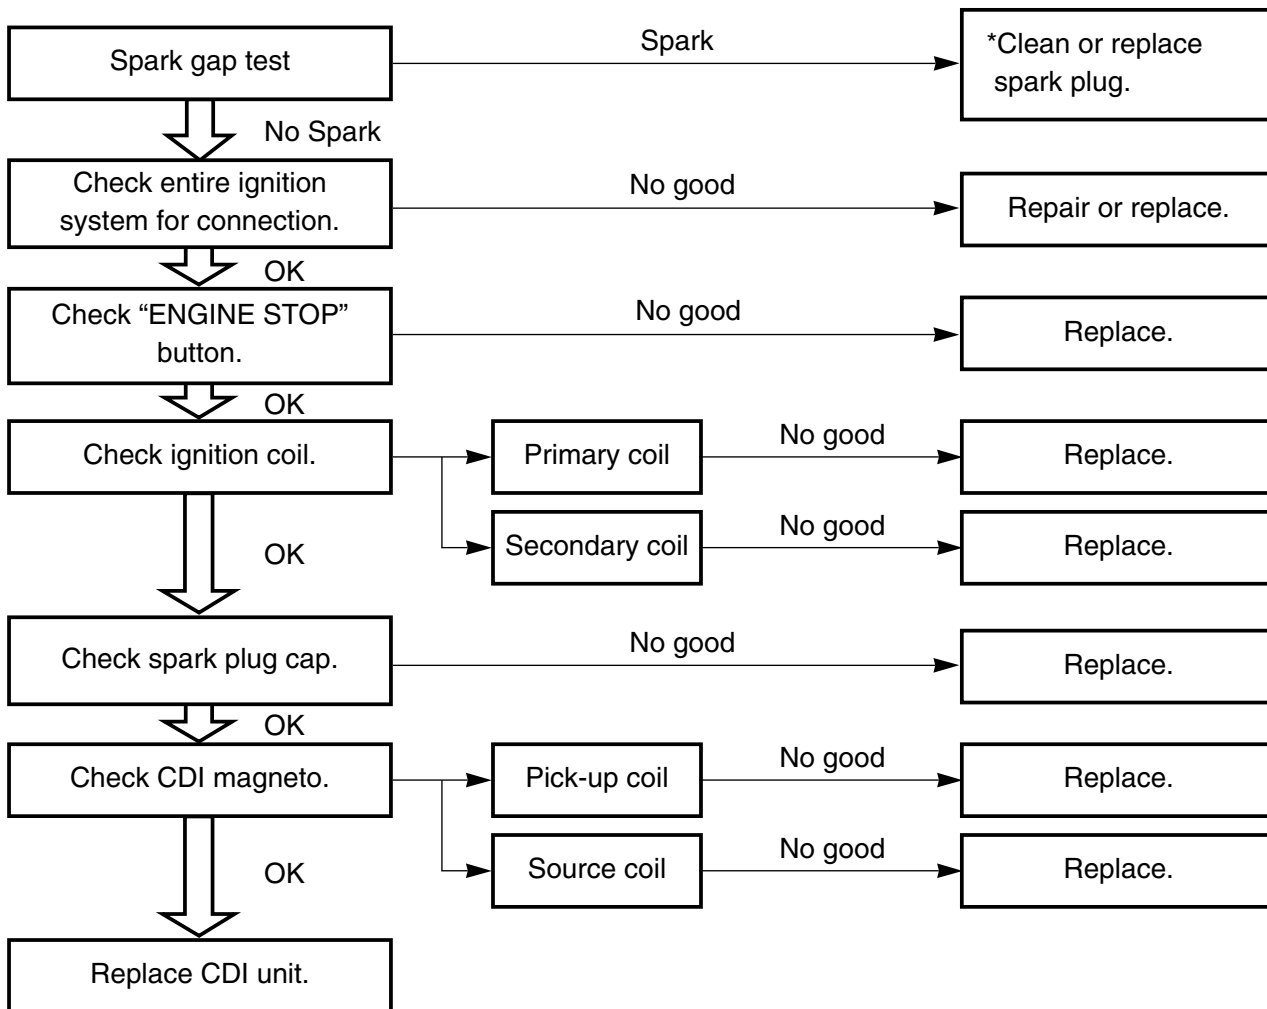 Spark gap test
Spark
*Clean or replace
spark plug.
No Spark
Check entire ignition
system for connection.
No good
Repair or replace.
OK
Check “ENGINE STOP”
button.
No good
Replace.
OK
Check ignition coil.
Primary coil
No good
Replace.
Secondary coil
No good
Replace.
OK
Check spark plug cap.
No good
Replace.
OK
Check CDI magneto.
Pick-up coil
No good
Replace.
Source coil
No good
Replace.
OK
Replace CDI unit.